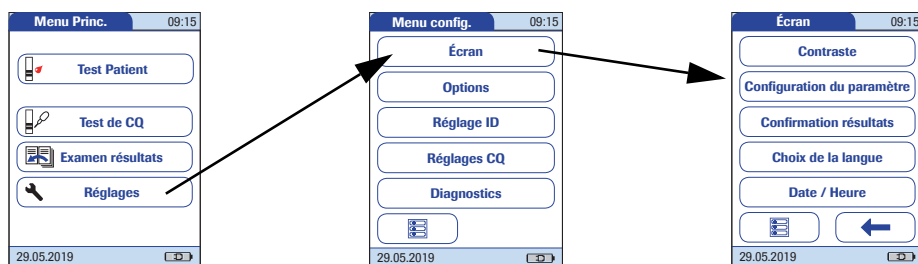 Menu Princ. 09:15
Test Patient
Test de CQ
Examen résultats
Réglages
29.05.2019
Menu config. 09:15
Écran
Options
Réglage ID
Réglages CQ
Diagnostics
29.05.2019
Écran 09:15
Contraste
Configuration du paramètre
Confirmation résultats
Choix de la langue
Date / Heure
29.05.2019